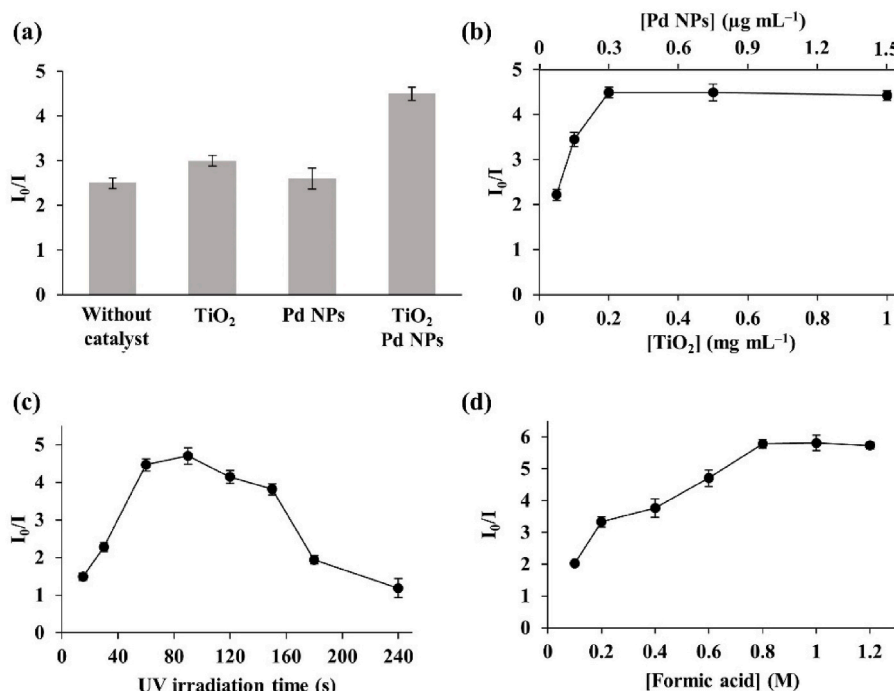 (a)
I₀/I
5
4
3
2
1
0
Without catalyst
TiO₂
Pd NPs
TiO₂ Pd NPs
(b)
[Pd NPs] (µg mL⁻¹)
0 0.3 0.6 0.9 1.2 1.5
I₀/I
5
4
3
2
1
0
0 0.2 0.4 0.6 0.8 1
[TiO₂] (mg mL⁻¹)
(c)
I₀/I
5
4
3
2
1
0
0 40 80 120 160 200 240
UV irradiation time (s)
(d)
I₀/I
6
5
4
3
2
1
0
0 0.2 0.4 0.6 0.8 1 1.2
[Formic acid] (M)